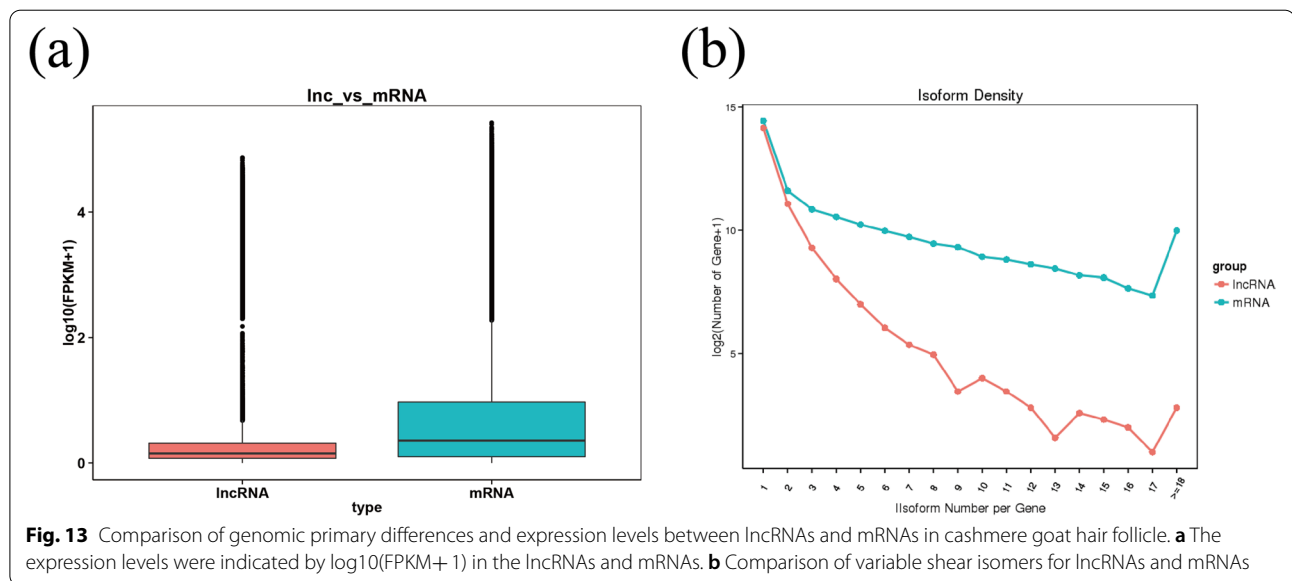 (a)
lnc_vs_mRNA
log10(FPKM+1)
4
2
0
lncRNA
mRNA
type
(b)
Isoform Density
log2(Number of Gene+1)
15
10
5
1
2
3
4
5
6
7
8
9
10
11
12
13
14
15
16
17
>=18
IIsoform Number per Gene
group
lncRNA
mRNA
Fig. 13 Comparison of genomic primary differences and expression levels between lncRNAs and mRNAs in cashmere goat hair follicle. a The
expression levels were indicated by log10(FPKM+ 1) in the lncRNAs and mRNAs. b Comparison of variable shear isomers for lncRNAs and mRNAs